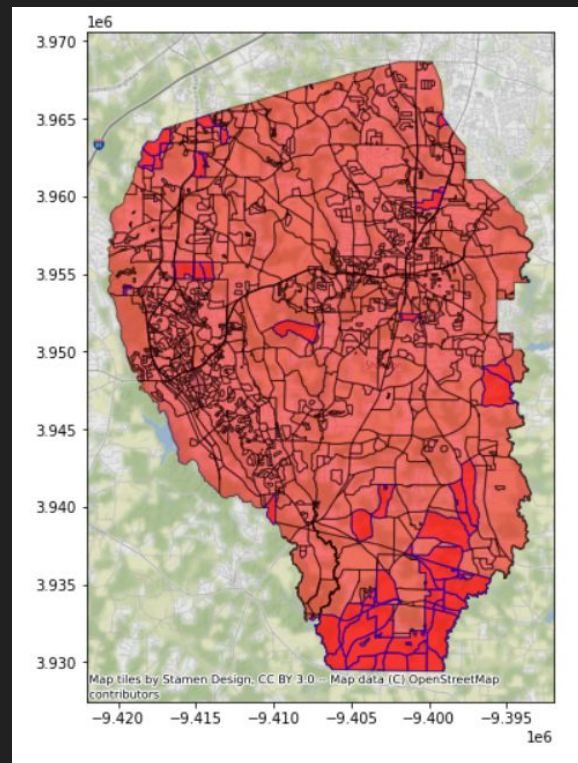 1e6
3.970
3.965
3.960
3.955
3.950
3.945
3.940
3.935
3.930
Map tiles by Stamen Design, CC BY 3.0 -- Map data (C) OpenStreetMap
contributors
−9.420 −9.415 −9.410 −9.405 −9.400 −9.395
1e6